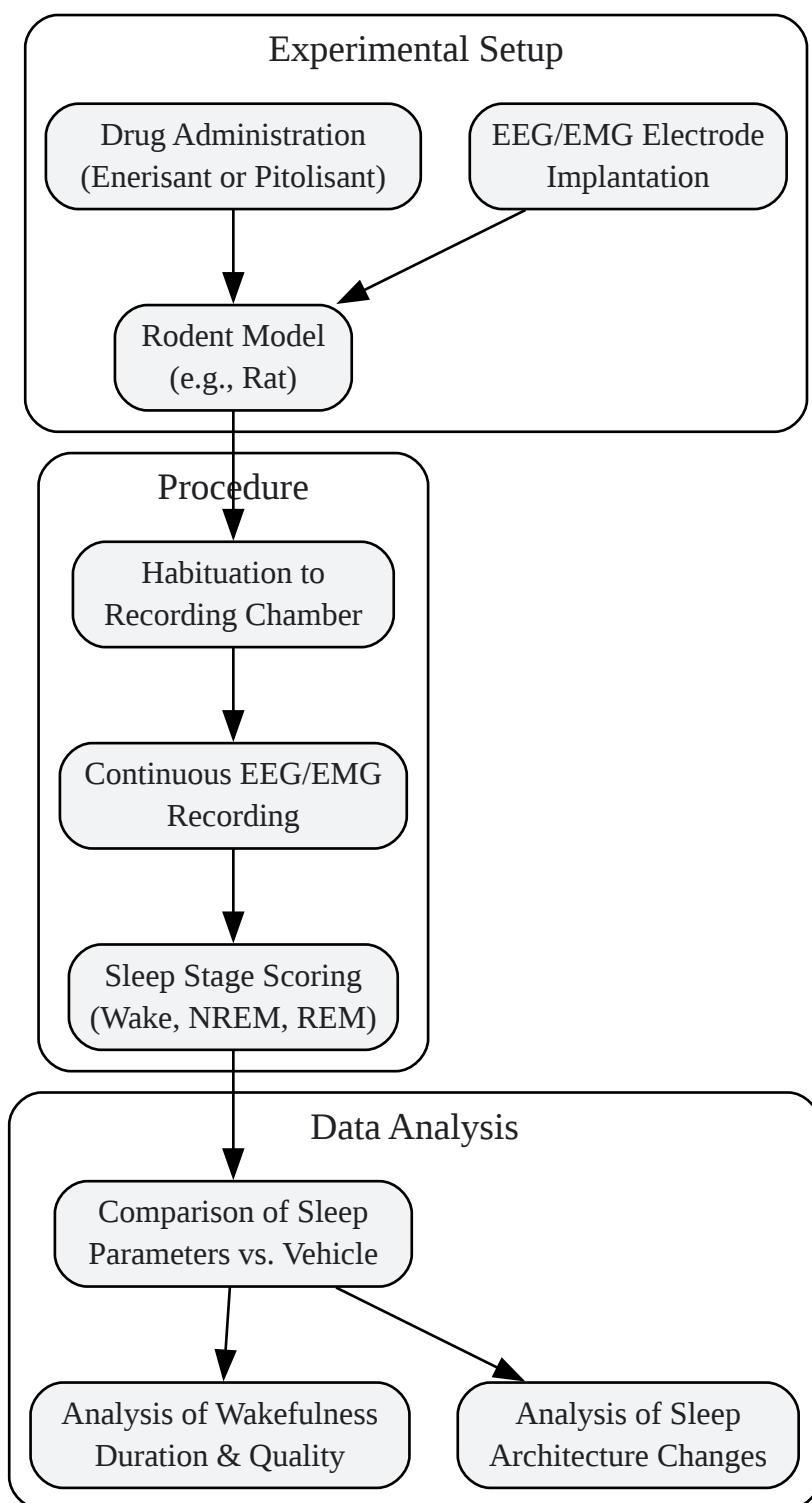 Experimental Setup
Drug Administration
(Enerisant or Pitolisant)
EEG/EMG Electrode
Implantation
Rodent Model
(e.g., Rat)
Procedure
Habituation to
Recording Chamber
Continuous EEG/EMG
Recording
Sleep Stage Scoring
(Wake, NREM, REM)
Data Analysis
Comparison of Sleep
Parameters vs. Vehicle
Analysis of Wakefulness
Duration & Quality
Analysis of Sleep
Architecture Changes